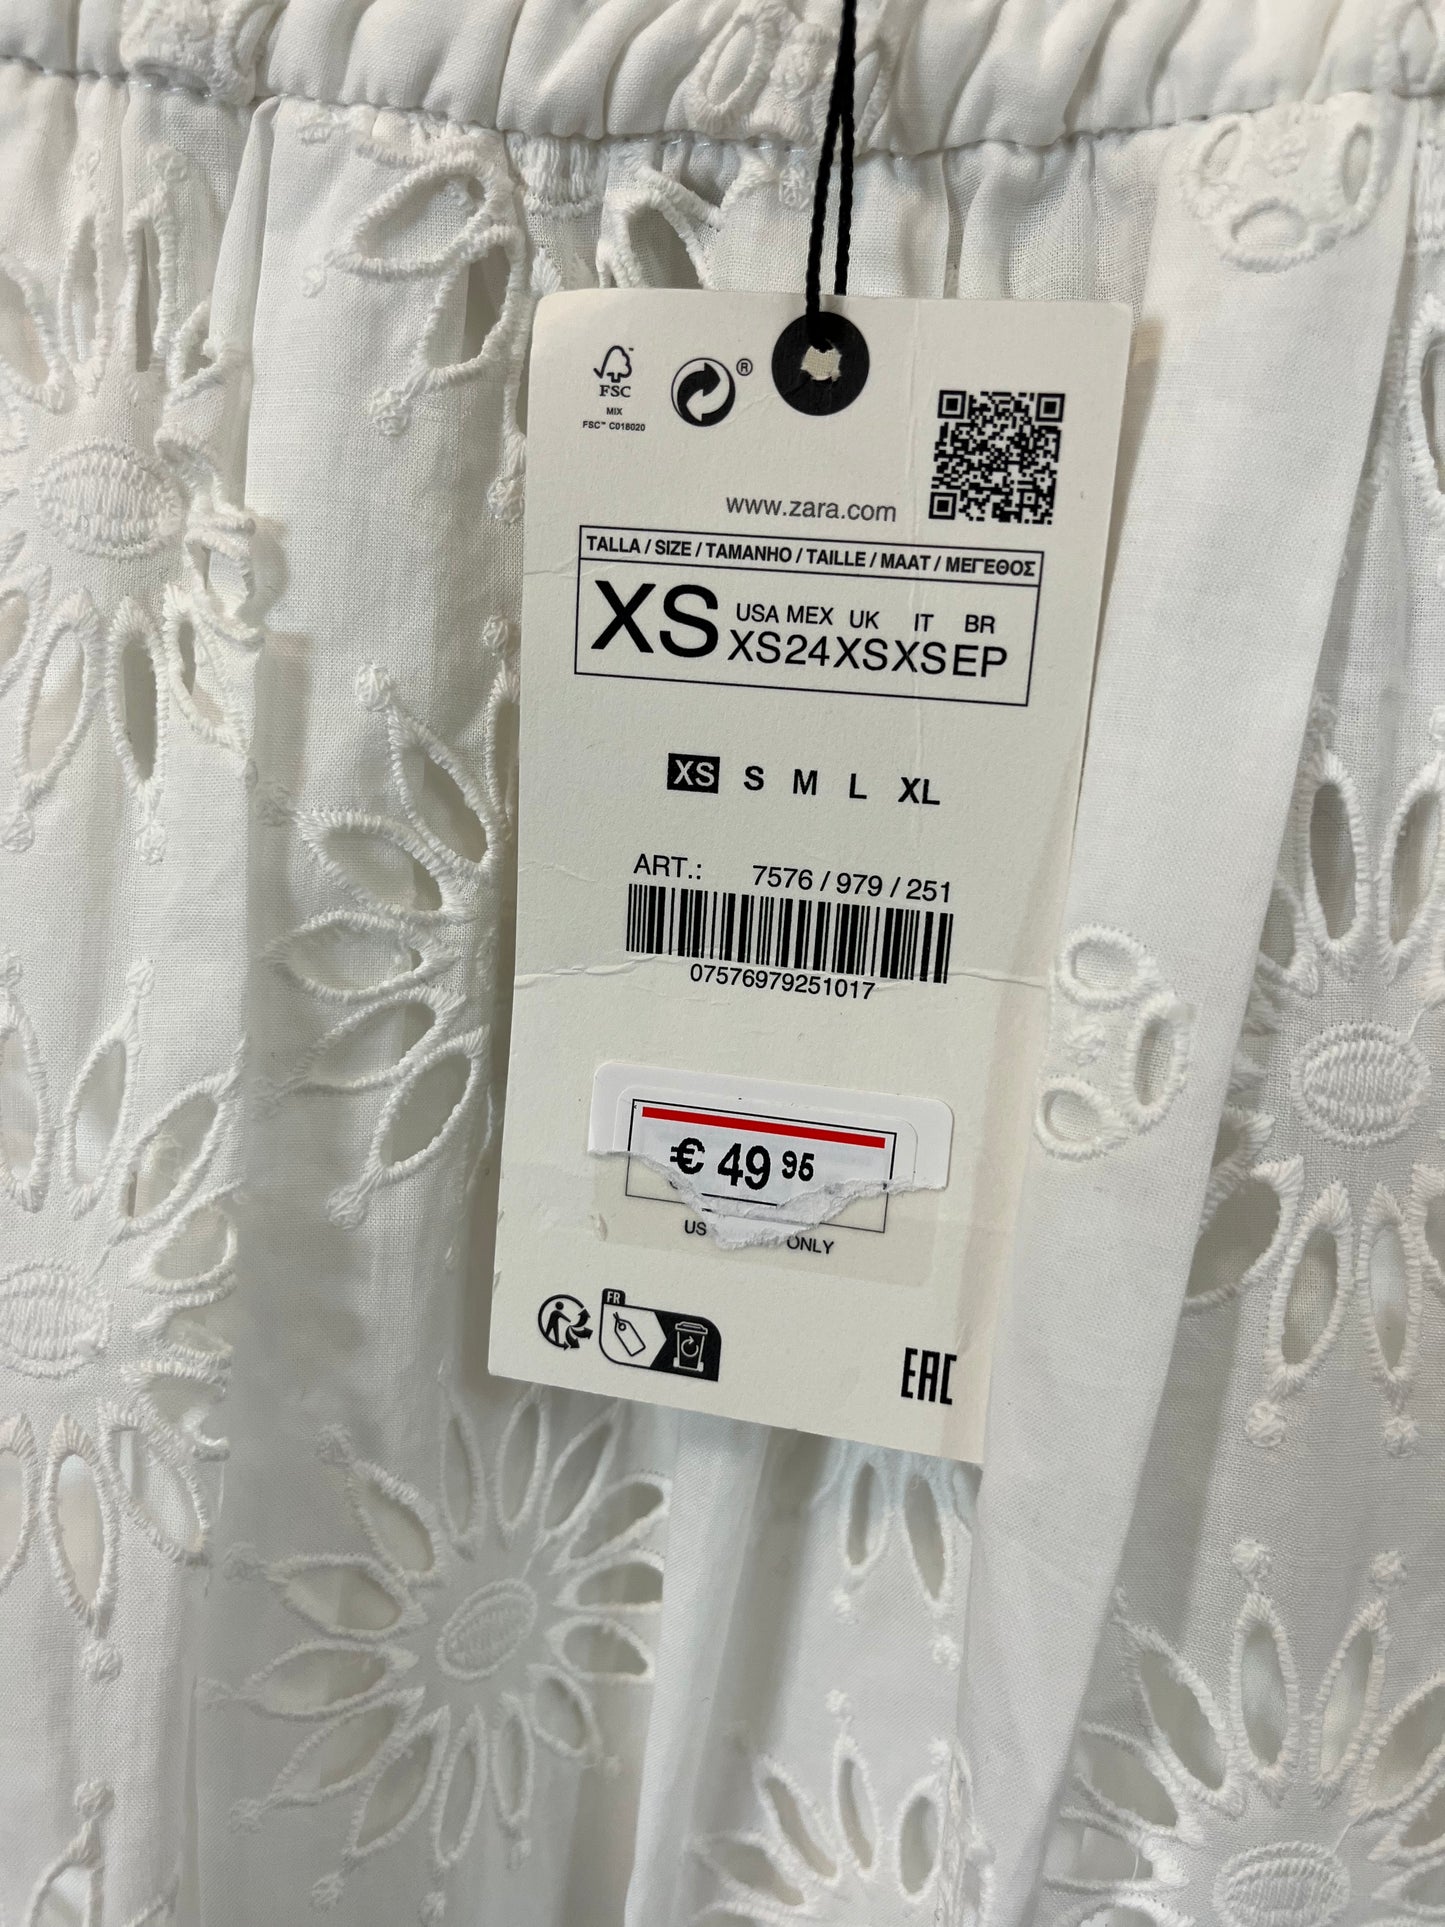 FSC™
®
MIX
FSC™ C018020
www.zara.com
TALLA / SIZE / TAMANHO / TAILLE / MAAT / ΜΕΓΕΘΟΣ
XS
USA MEX UK IT BR
XS 24 XS XS EP
XS S M L XL
ART.: 7576 / 979 / 251
07576979251017
€ 49 95
US ONLY
FR
EAC